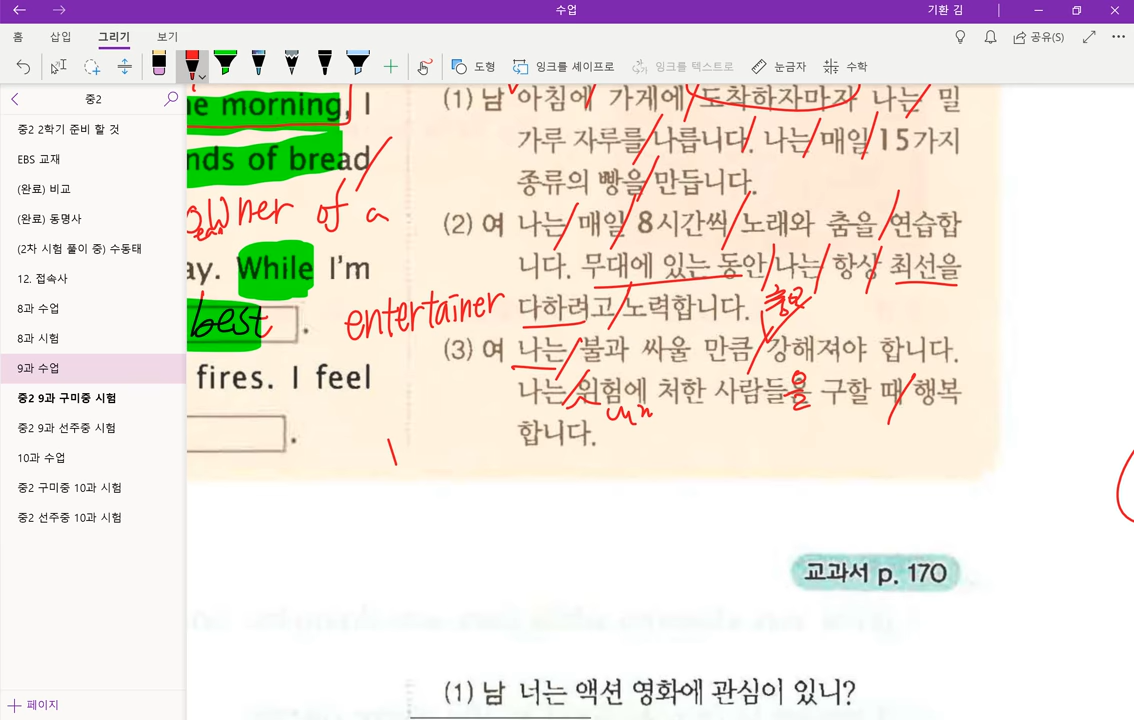 수업
기환 김
홈 삽입 그리기 보기
공유(S)
도형 잉크를 셰이프로 잉크를 텍스트로 눈금자 수학
중2
중2 2학기 준비 할 것
EBS 교재
(완료) 비교
(완료) 동명사
(2차 시험 풀이 중) 수동태
12. 접속사
8과 수업
8과 시험
9과 수업
중2 9과 구미중 시험
중2 9과 선주중 시험
10과 수업
중2 구미중 10과 시험
중2 선주중 10과 시험
페이지
he morning, I
nds of bread
owner of a
ay. While I'm
best . entertainer
fires. I feel
.
(1) 남 아침에 가게에 도착하자마자 나는 밀
가루 자루를 나릅니다. 나는 매일 15가지
종류의 빵을 만듭니다.
(2) 여 나는 매일 8시간씩 노래와 춤을 연습합
니다. 무대에 있는 동안 나는 항상 최선을
다하려고 노력합니다.
(3) 여 나는 불과 싸울 만큼 강해져야 합니다.
나는 위험에 처한 사람들을 구할 때 행복
합니다.
교과서 p. 170
(1) 남 너는 액션 영화에 관심이 있니?